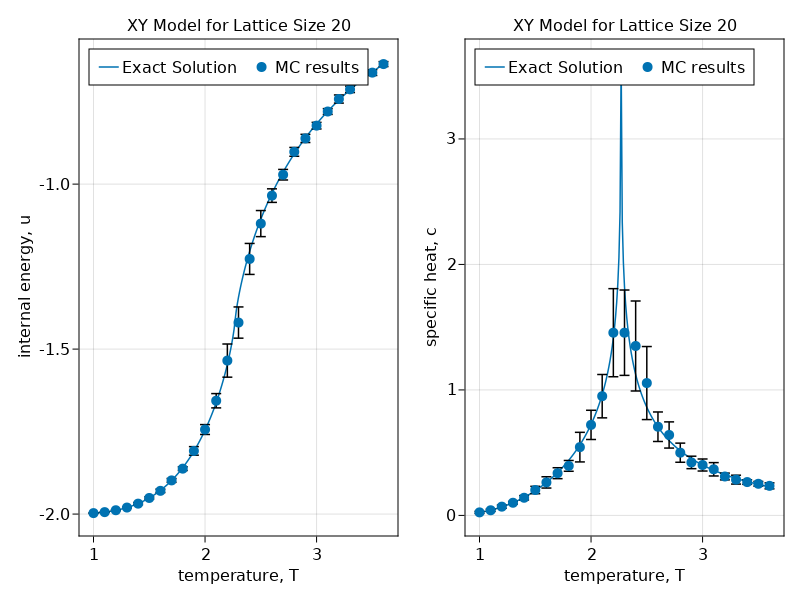 XY Model for Lattice Size 20
Exact Solution MC results
-1.0
-1.5
-2.0
internal energy, u
1 2 3
temperature, T
XY Model for Lattice Size 20
Exact Solution MC results
3
2
1
0
specific heat, c
1 2 3
temperature, T